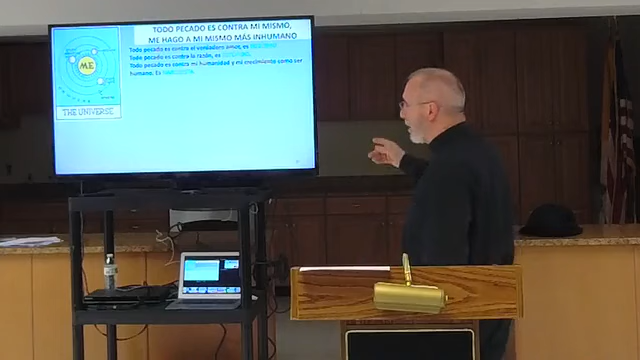 TODO PECADO ES CONTRA MI MISMO,
ME HAGO A MI MISMO MÁS INHUMANO
Todo pecado es contra el verdadero amor, es
Todo pecado es contra la razón, es
Todo pecado es contra mi humanidad y mi crecimiento como ser
humano. Es
ME
THE UNIVERSE